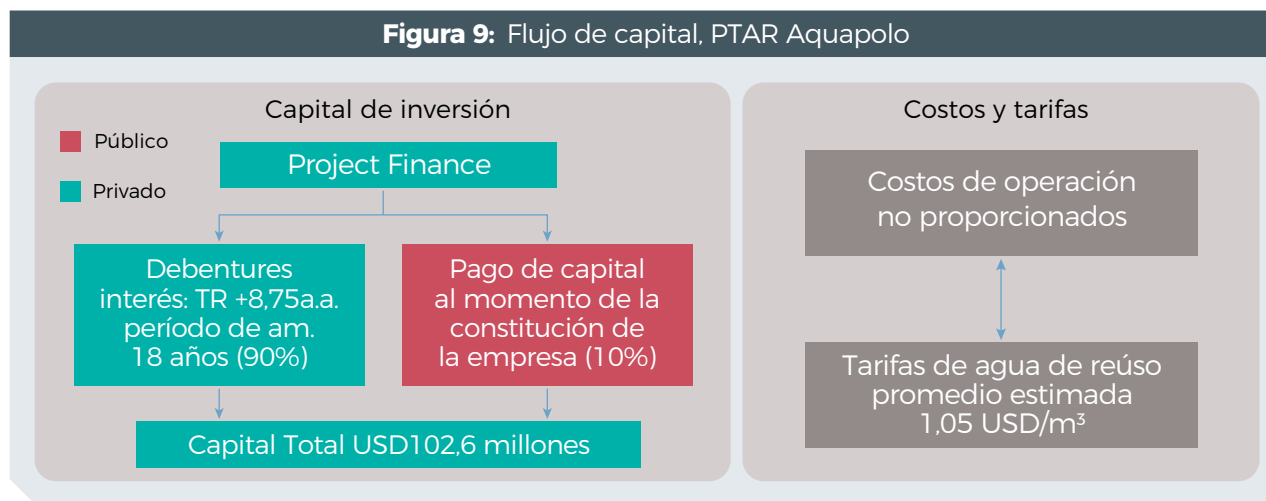 Figura 9: Flujo de capital, PTAR Aquapolo
Capital de inversión
Público
Privado
Project Finance
Debentures
interés: TR +8,75a.a.
período de am.
18 años (90%)
Pago de capital
al momento de la
constitución de
la empresa (10%)
Capital Total USD102,6 millones
Costos y tarifas
Costos de operación
no proporcionados
Tarifas de agua de reúso
promedio estimada
1,05 USD/m³